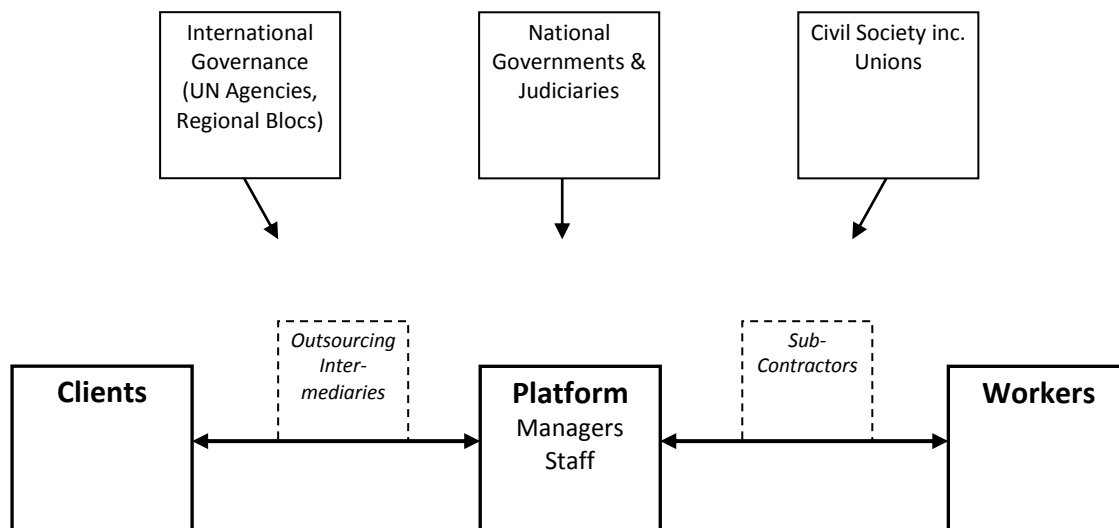 International
Governance
(UN Agencies,
Regional Blocs)
National
Governments &
Judiciaries
Civil Society inc.
Unions
Outsourcing
Inter-
mediaries
Sub-
Contractors
Clients
Platform
Managers
Staff
Workers